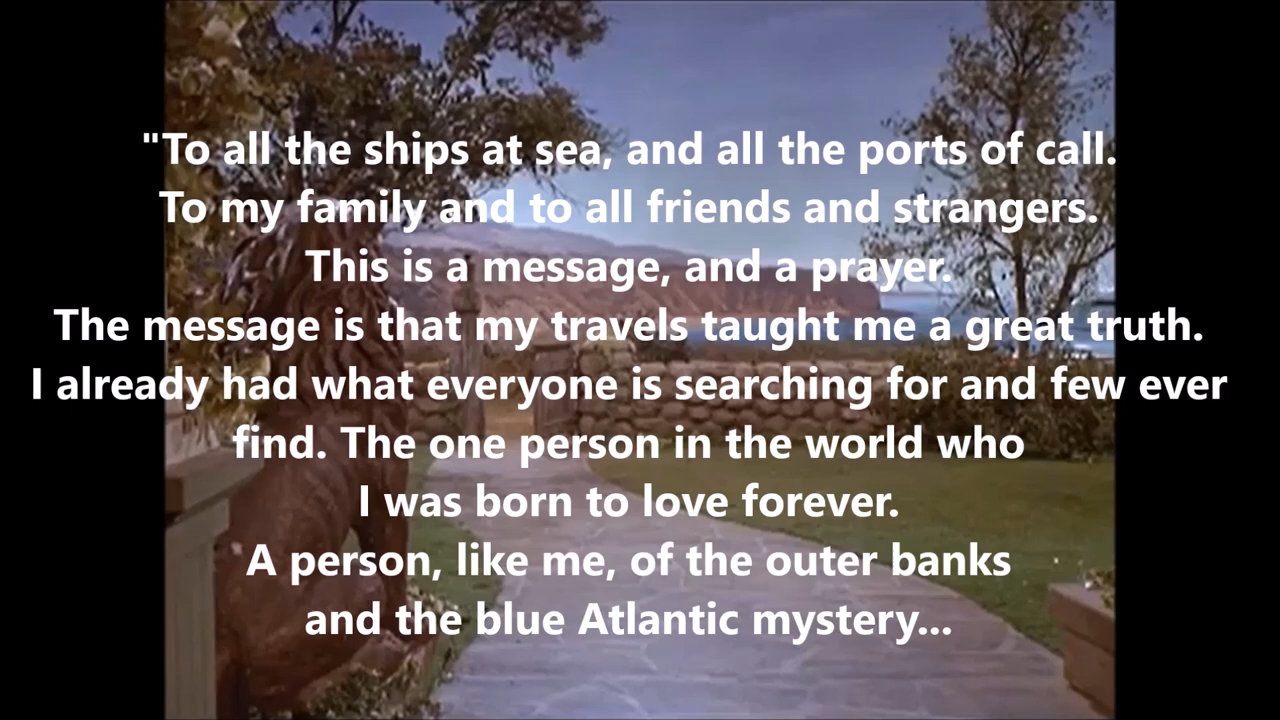 "To all the ships at sea, and all the ports of call.
To my family and to all friends and strangers.
This is a message, and a prayer.
The message is that my travels taught me a great truth.
I already had what everyone is searching for and few ever
find. The one person in the world who
I was born to love forever.
A person, like me, of the outer banks
and the blue Atlantic mystery...